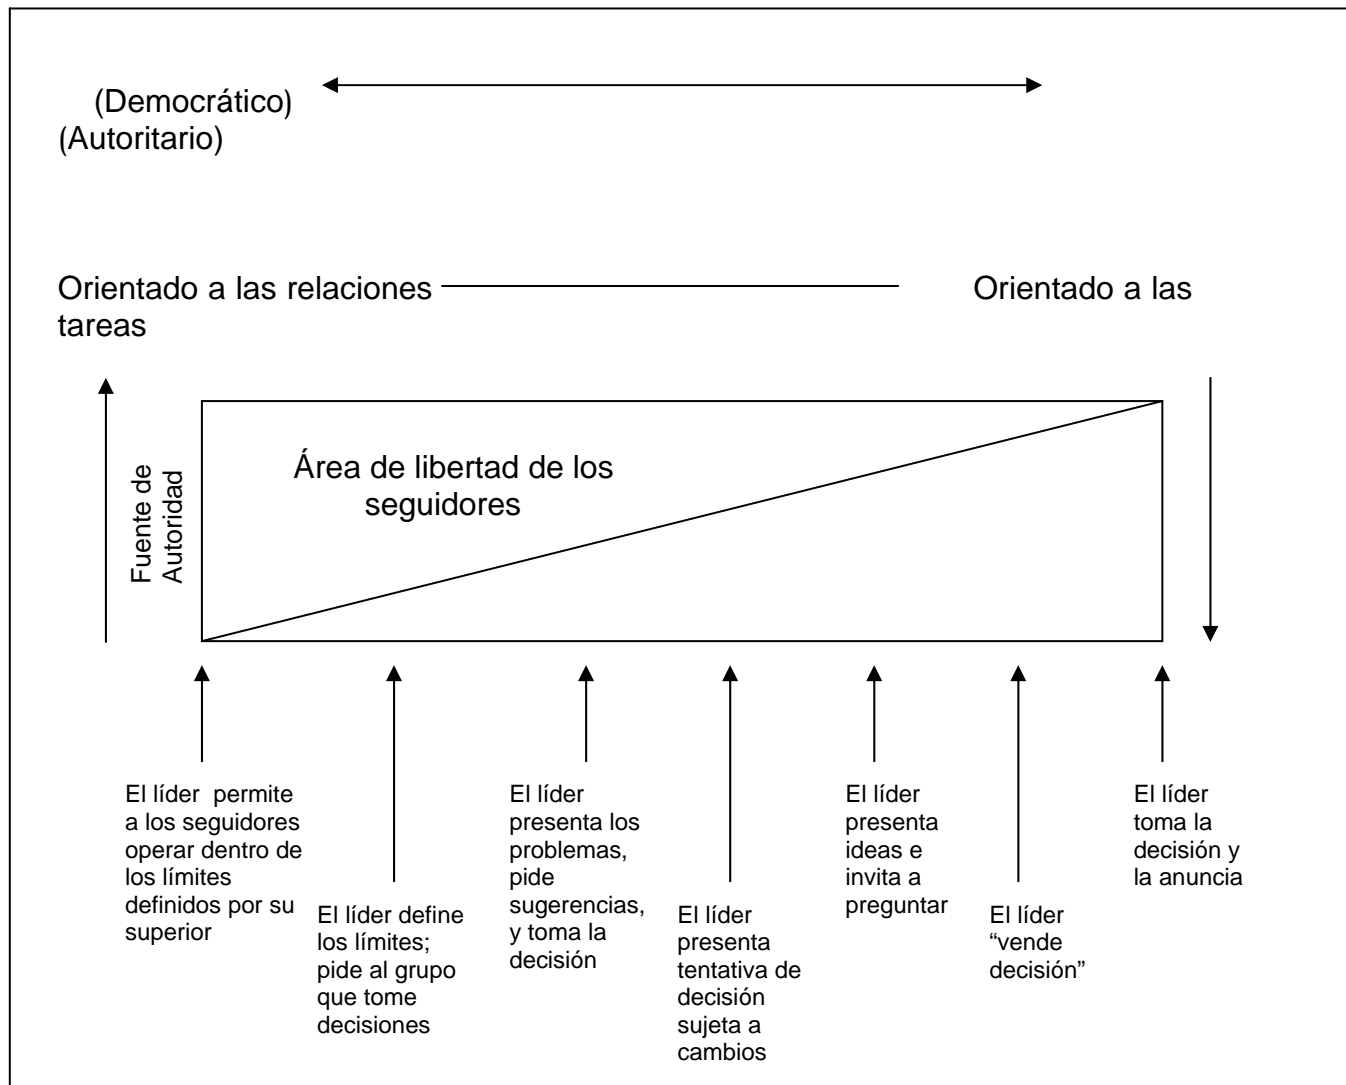 (Democrático)
(Autoritario)
Orientado a las relaciones
Orientado a las
tareas
Fuente de
Autoridad
Área de libertad de los
seguidores
El líder permite
a los seguidores
operar dentro de
los límites
definidos por su
superior
El líder define
los límites;
pide al grupo
que tome
decisiones
El líder
presenta los
problemas,
pide
sugerencias,
y toma la
decisión
El líder
presenta
tentativa de
decisión
sujeta a
cambios
El líder
presenta
ideas e
invita a
preguntar
El líder
“vende
decisión”
El líder
toma la
decisión y
la anuncia